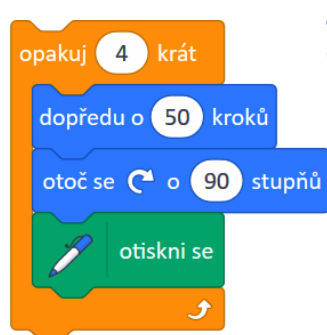 opakuj 4 krát
dopředu o 50 kroků
otoč se o 90 stupňů
otiskni se